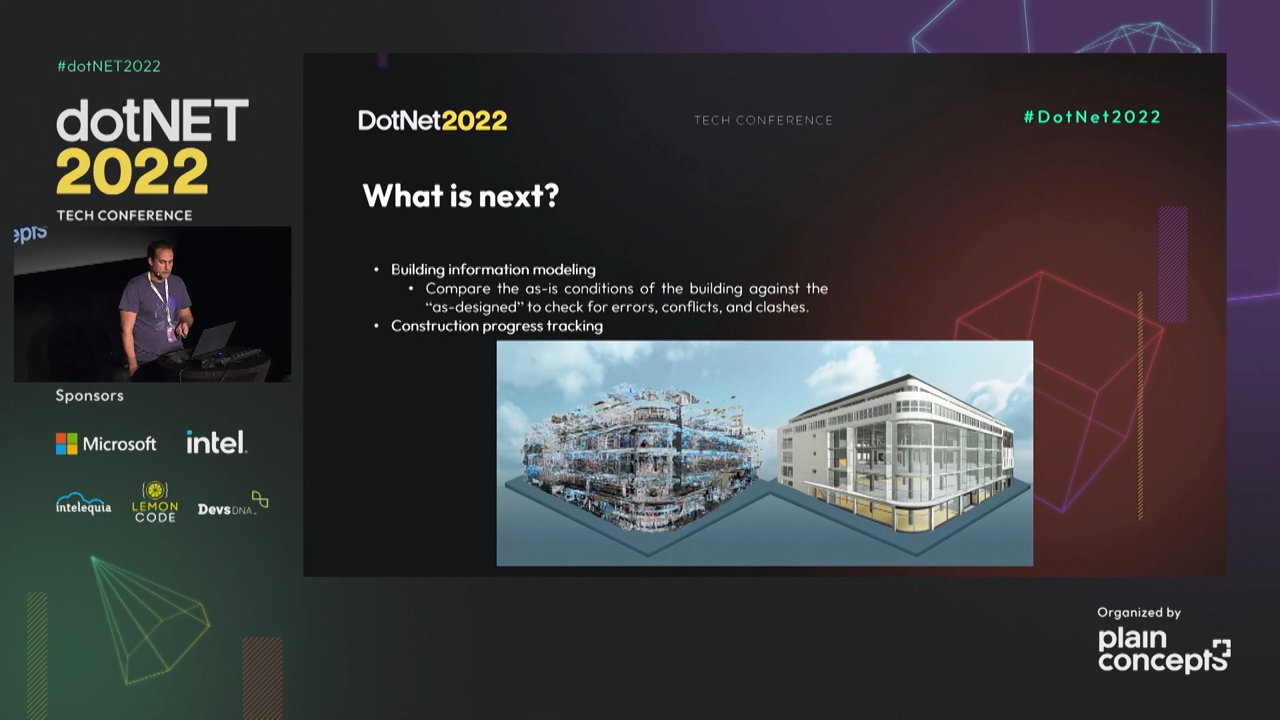 #dotNET2022
dotNET
2022
TECH CONFERENCE
epts
Sponsors
Microsoft
intel.
intelequia
LEMON
CODE
DevsDNA.
DotNet2022
TECH CONFERENCE
#DotNet2022
What is next?
• Building information modeling
• Compare the as-is conditions of the building against the
“as-designed” to check for errors, conflicts, and clashes.
• Construction progress tracking
Organized by
plain
concepts